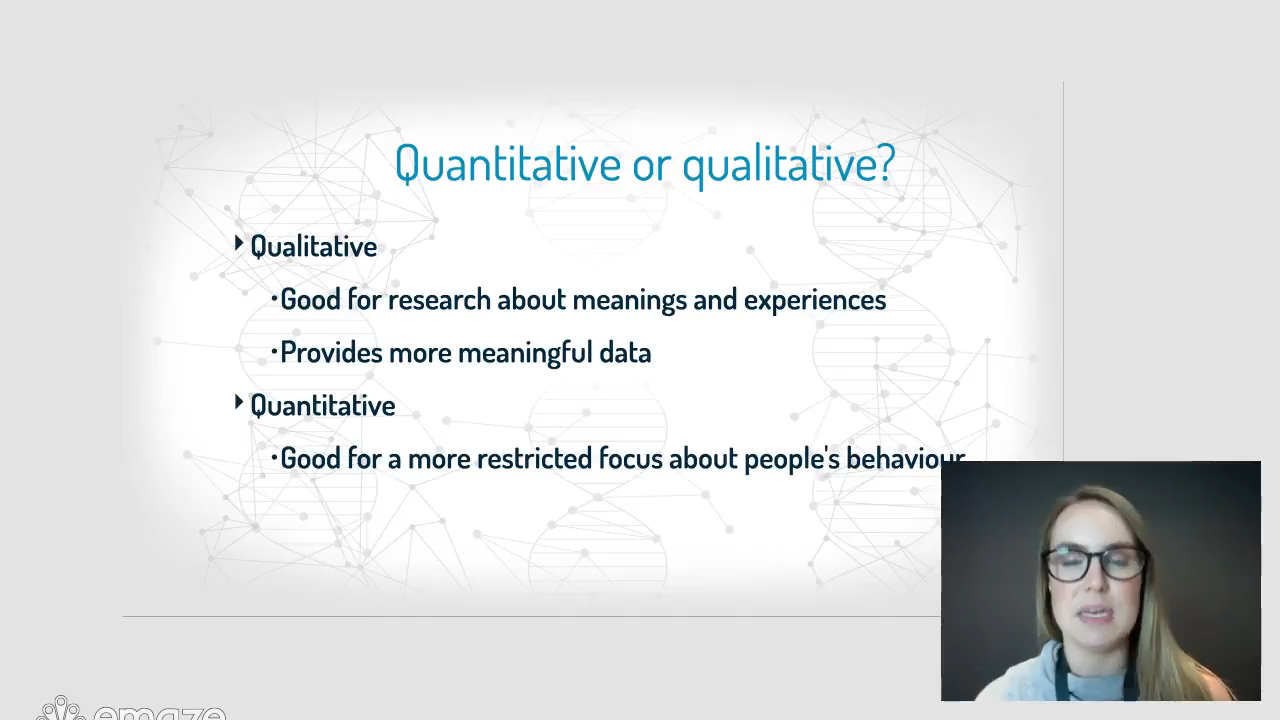 Quantitative or qualitative?
Qualitative
•Good for research about meanings and experiences
•Provides more meaningful data
Quantitative
•Good for a more restricted focus about people's behaviour
emaze